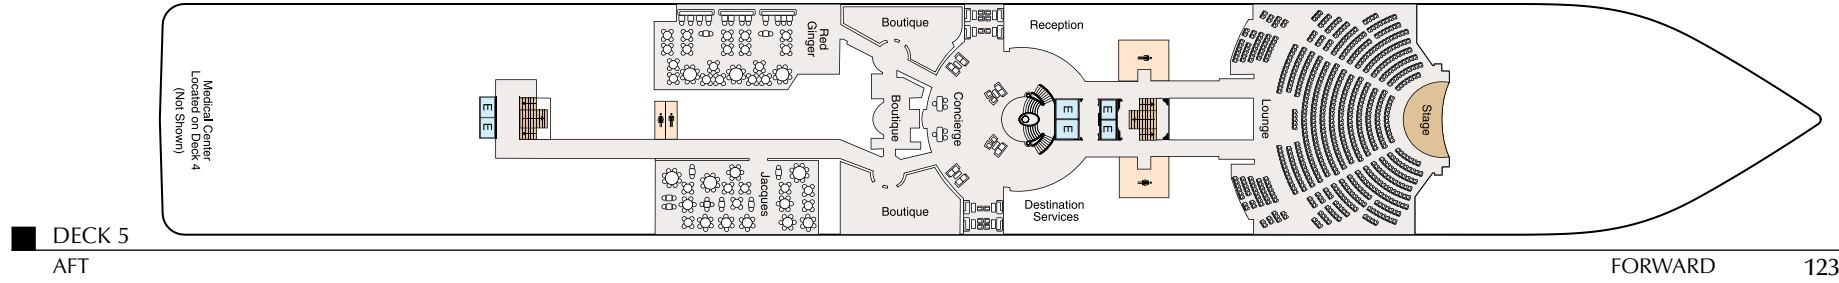 Medical Center
Located on Deck 4
(Not Shown)
E
E
Red
Ginger
Jacques
Boutique
Boutique
Boutique
Concierge
Reception
Destination
Services
E
E
E
E
Lounge
Stage
DECK 5
AFT
FORWARD
123